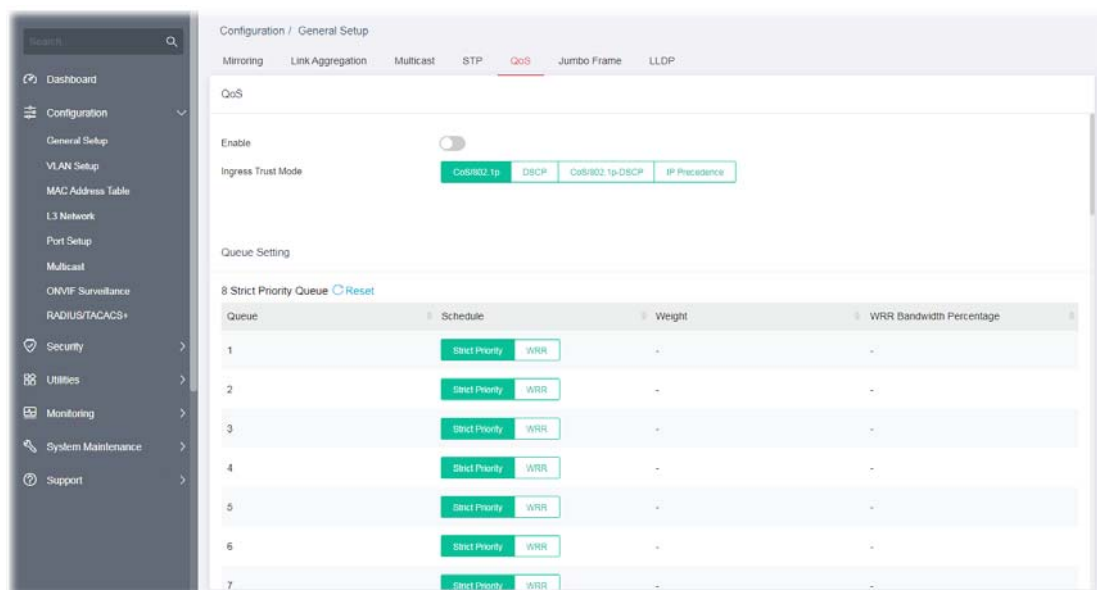 Search...
Dashboard
Configuration
General Setup
VLAN Setup
MAC Address Table
L3 Network
Port Setup
Multicast
ONVIF Surveillance
RADIUS/TACACS+
Security
Utilities
Monitoring
System Maintenance
Support
Configuration / General Setup
Mirroring Link Aggregation Multicast STP QoS Jumbo Frame LLDP
QoS
Enable
Ingress Trust Mode CoS/802.1p DSCP CoS/802.1p-DSCP IP Precedence
Queue Setting
8 Strict Priority Queue Reset
Queue Schedule Weight WRR Bandwidth Percentage
1 Strict Priority WRR - -
2 Strict Priority WRR - -
3 Strict Priority WRR - -
4 Strict Priority WRR - -
5 Strict Priority WRR - -
6 Strict Priority WRR - -
7 Strict Priority WRR